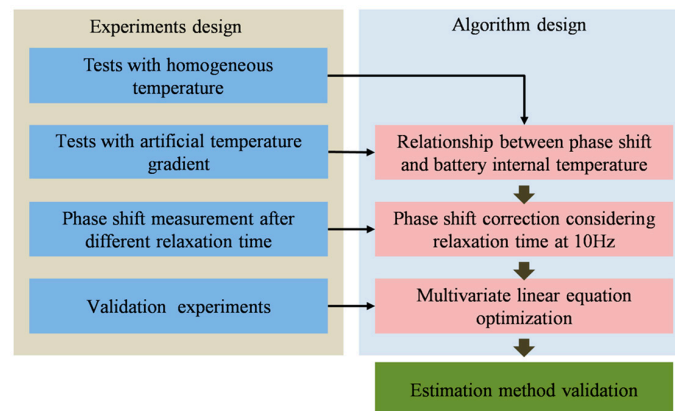 Experiments design
Tests with homogeneous
temperature
Tests with artificial temperature
gradient
Phase shift measurement after
different relaxation time
Validation experiments
Algorithm design
Relationship between phase shift
and battery internal temperature
Phase shift correction considering
relaxation time at 10Hz
Multivariate linear equation
optimization
Estimation method validation